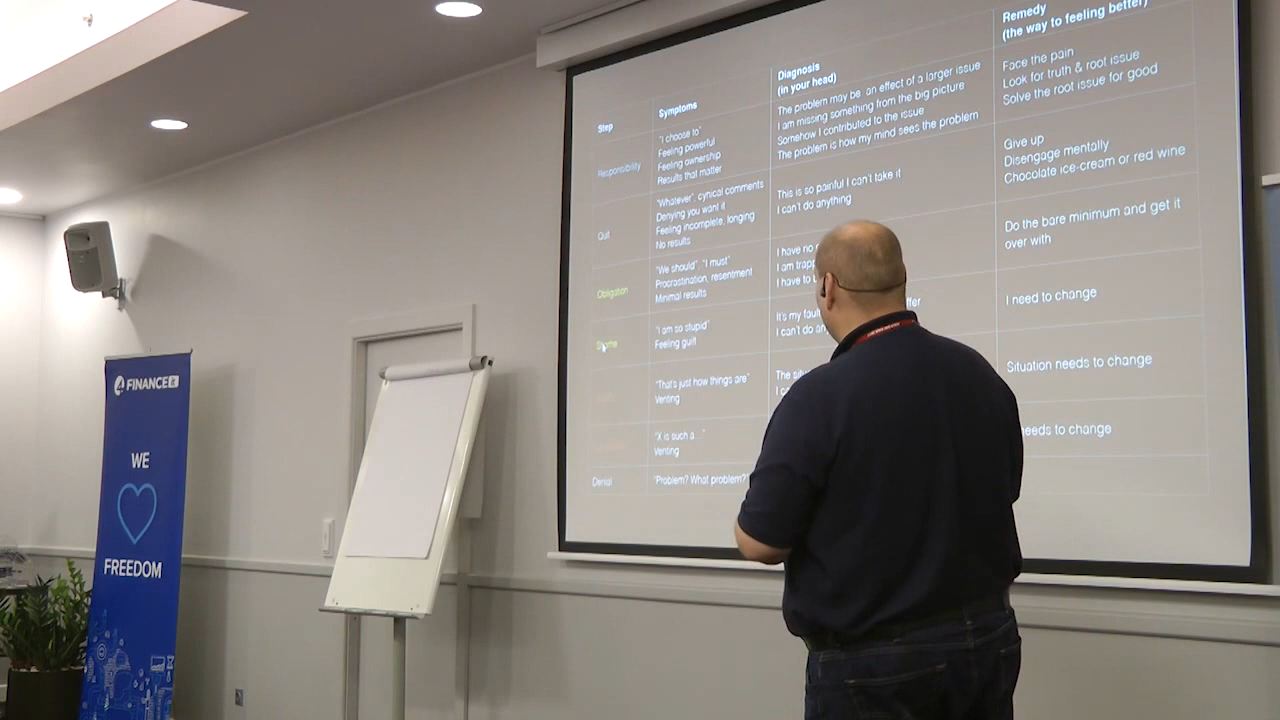 FINANCE
WE
FREEDOM
Step
Symptoms
Diagnosis
(in your head)
Remedy
(the way to feeling better)
Responsibility
"I choose to"
Feeling powerful
Feeling ownership
Results that matter
The problem may be an effect of a larger issue
I am missing something from the big picture
Somehow I contributed to the issue
The problem is how my mind sees the problem
Face the pain
Look for truth & root issue
Solve the root issue for good
Quit
"Whatever", cynical comments
Denying you want it
Feeling incomplete, longing
No results
This is so painful I can't take it
I can't do anything
Give up
Disengage mentally
Chocolate ice-cream or red wine
Obligation
"We should", "I must"
Procrastination, resentment
Minimal results
I have no
I am
I have to
Do the bare minimum and get it
over with
Shame
"I am so stupid"
Feeling guilt
It's my
I can't do
I need to change
"That's just how things are"
Venting
The
Situation needs to change
"X is such a..."
Venting
needs to change
Denial
"Problem? What problem?"